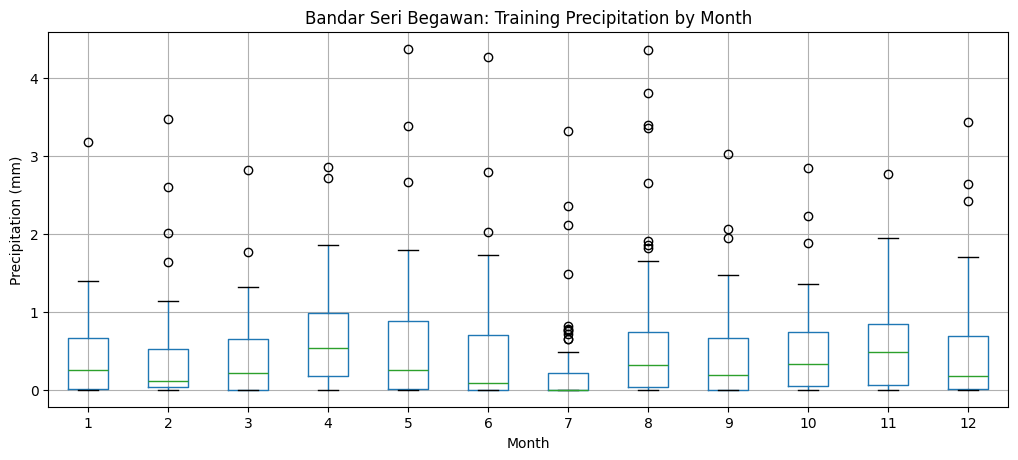 Bandar Seri Begawan: Training Precipitation by Month
Precipitation (mm)
4
3
2
1
0
1 2 3 4 5 6 7 8 9 10 11 12
Month